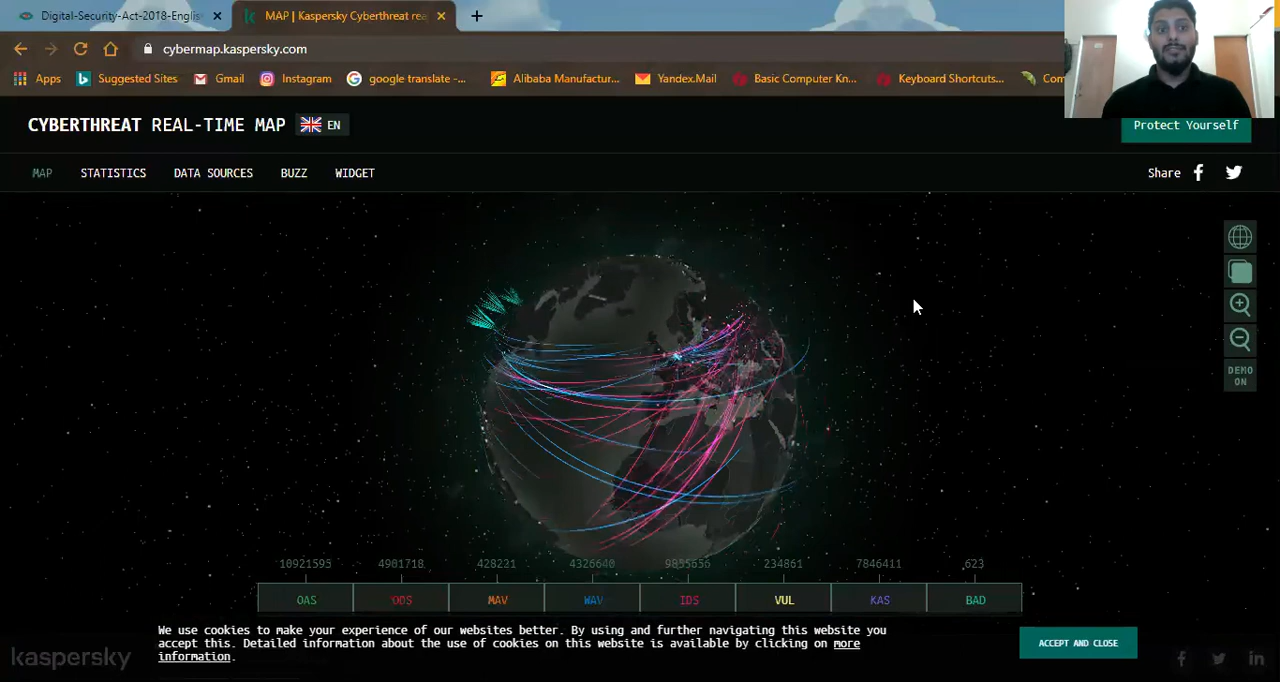 Digital-Security-Act-2018-Englis
MAP | Kaspersky Cyberthreat rea
cybermap.kaspersky.com
Apps Suggested Sites Gmail Instagram google translate -... Alibaba Manufactur... Yandex.Mail Basic Computer Kn... Keyboard Shortcuts... Com
CYBERTHREAT REAL-TIME MAP EN
Protect Yourself
MAP STATISTICS DATA SOURCES BUZZ WIDGET
Share
DEMO
ON
10921595 4901718 428221 4326640 9855656 234861 7846411 623
OAS ODS MAV WAV IDS VUL KAS BAD
We use cookies to make your experience of our websites better. By using and further navigating this website you
accept this. Detailed information about the use of cookies on this website is available by clicking on more
information.
ACCEPT AND CLOSE
kaspersky